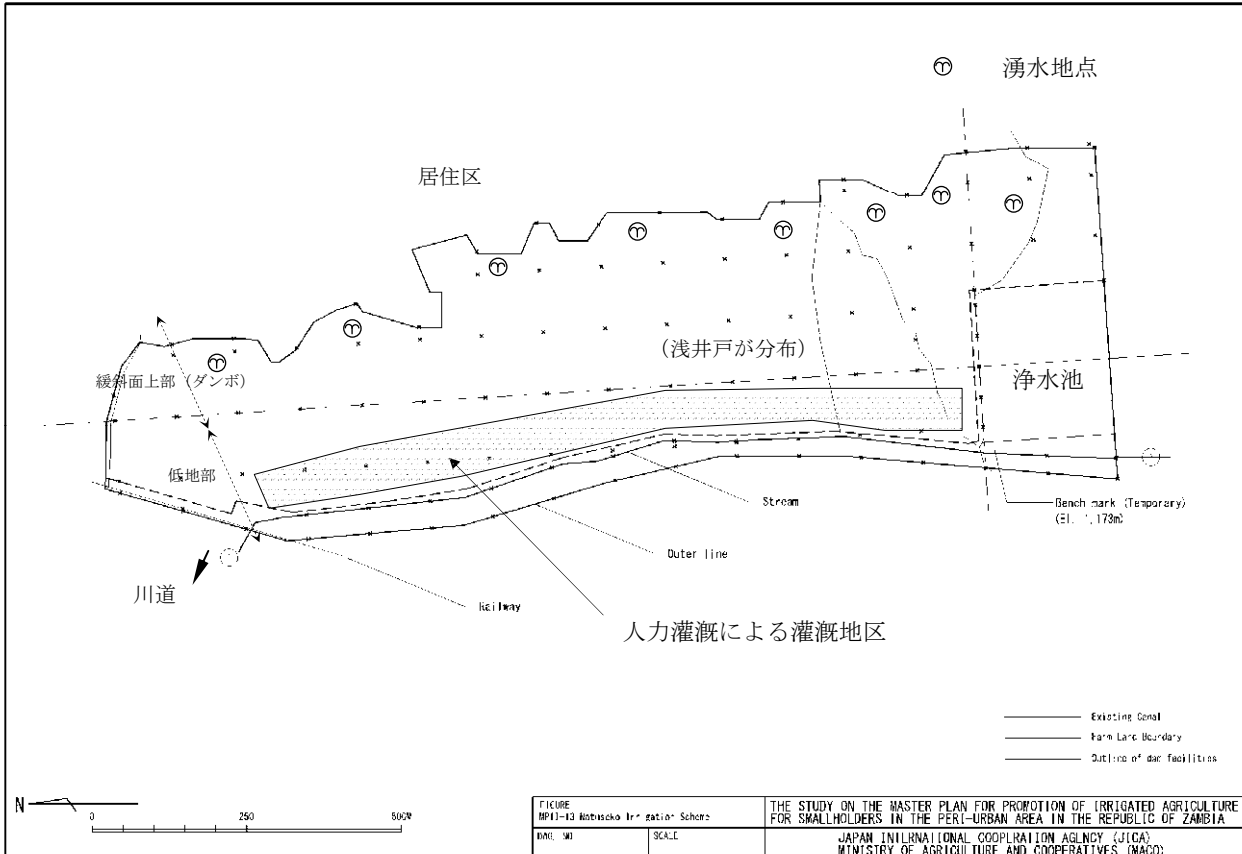 湧水地点
居住区
(浅井戸が分布)
緩斜面上部 (ダンボ)
浄水池
低地部
Stream
Bench mark (Temporary)
(El. 1,173m)
Outer line
川道
Railway
人力灌漑による灌漑地区
Existing Canal
Farm Land Boundary
Outline of dam facilities
N
0 250 500M
FIGURE
Irrigation Scheme
DWG. NO SCALE
THE STUDY ON THE MASTER PLAN FOR PROMOTION OF IRRIGATED AGRICULTURE
FOR SMALLHOLDERS IN THE PERI-URBAN AREA IN THE REPUBLIC OF ZAMBIA
JAPAN INTERNATIONAL COOPERATION AGENCY (JICA)
MINISTRY OF AGRICULTURE AND COOPERATIVES (MACO)